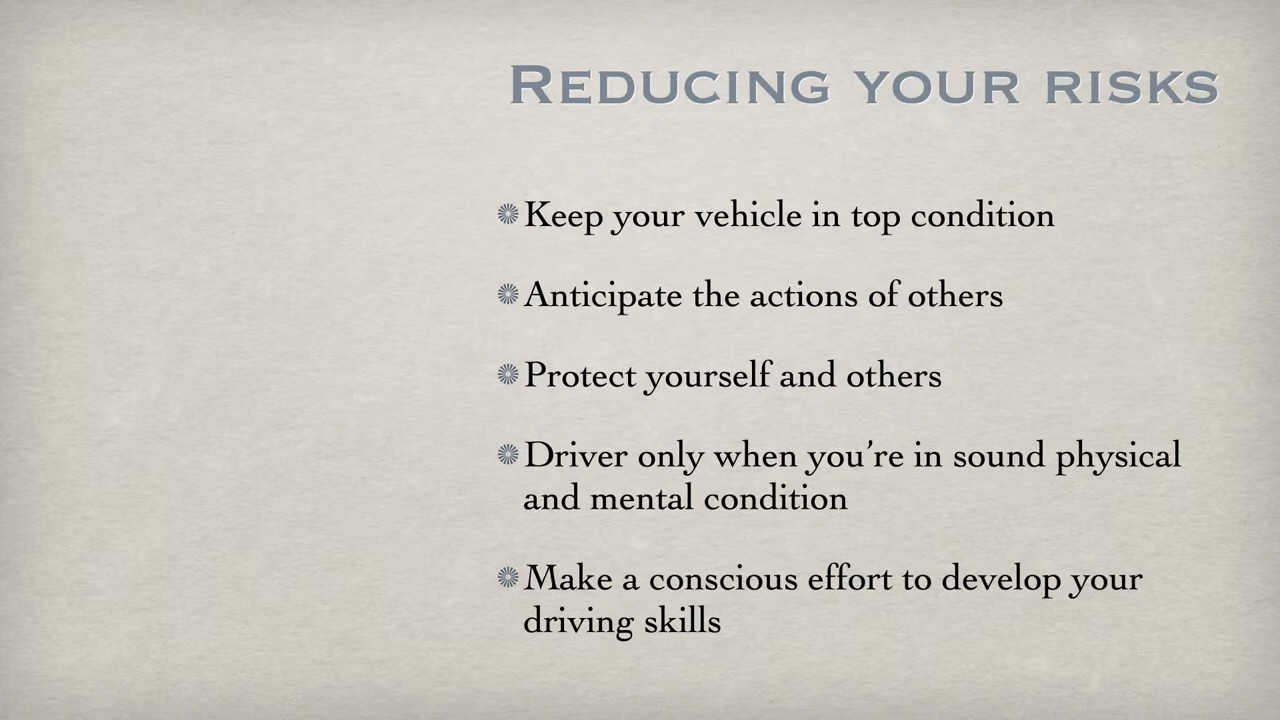 Reducing your risks
Keep your vehicle in top condition
Anticipate the actions of others
Protect yourself and others
Driver only when you’re in sound physical
and mental condition
Make a conscious effort to develop your
driving skills